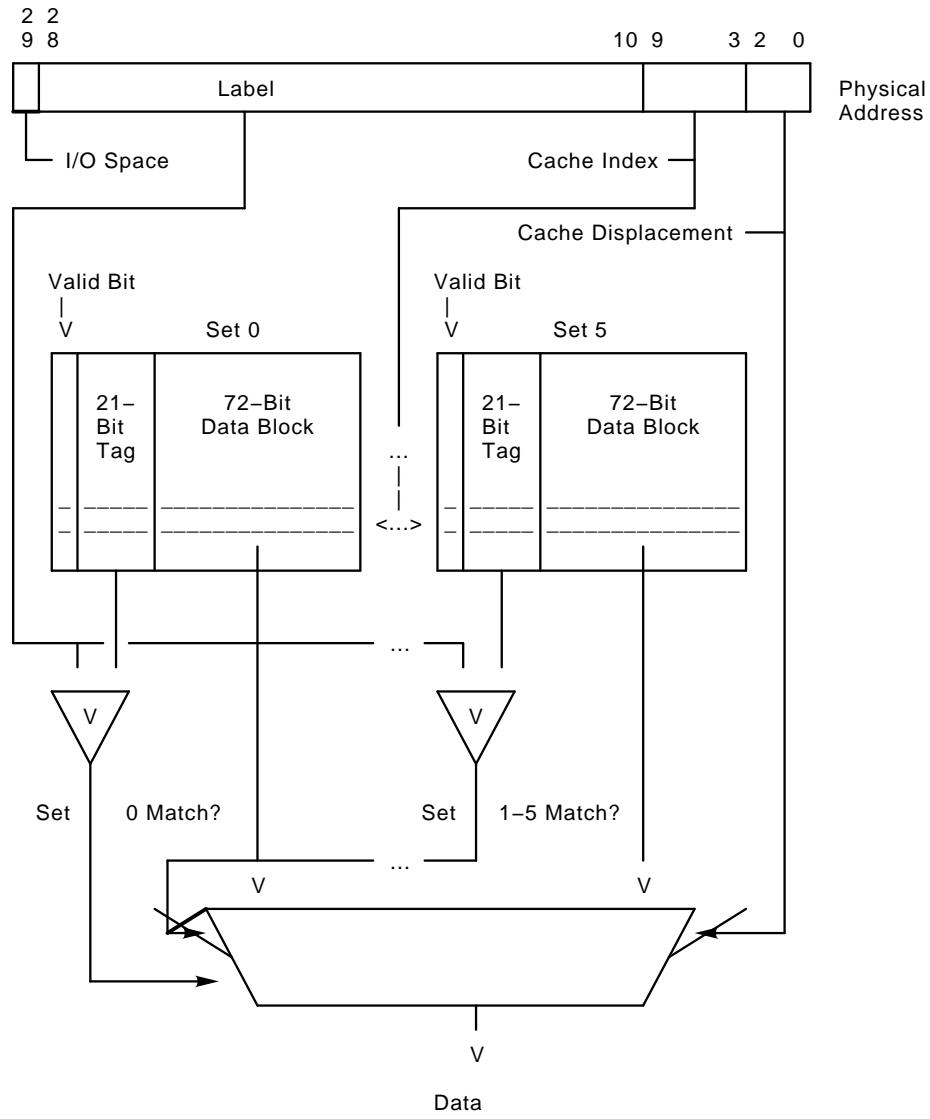 2 2
9 8 10 9 3 2 0
Label
Physical
Address
I/O Space
Cache Index
Cache Displacement
Valid Bit Valid Bit
| |
V Set 0 V Set 5
21– 72–Bit 21– 72–Bit
Bit Data Block Bit Data Block
Tag Tag
...
|
|
<...>
...
V V
Set 0 Match? Set 1–5 Match?
...
V V
V
Data